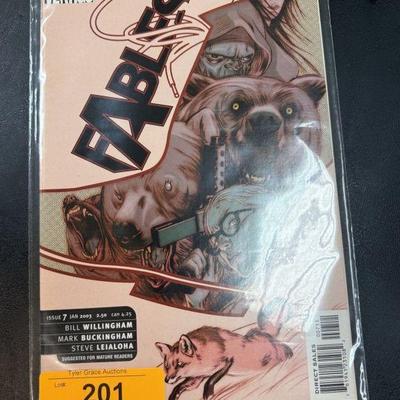 FABLES
ISSUE 7 JAN 2003 2.50 CAN 4.25
BILL WILLINGHAM
MARK BUCKINGHAM
STEVE LEIALOHA
SUGGESTED FOR MATURE READERS
DIRECT SALES
Tyler Grace Auctions
Lot#:
201